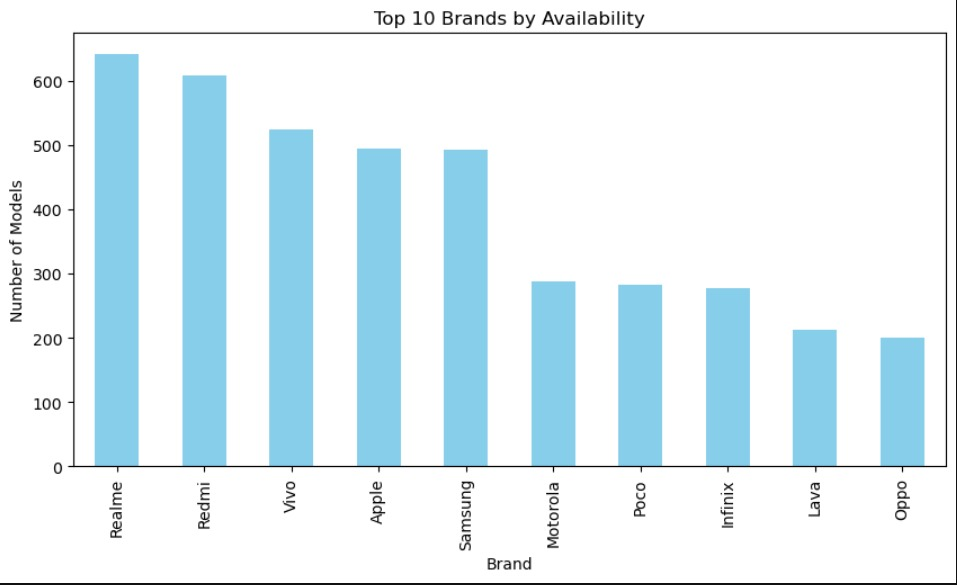 Top 10 Brands by Availability
Number of Models
600
500
400
300
200
100
0
Realme
Redmi
Vivo
Apple
Samsung
Motorola
Poco
Infinix
Lava
Oppo
Brand